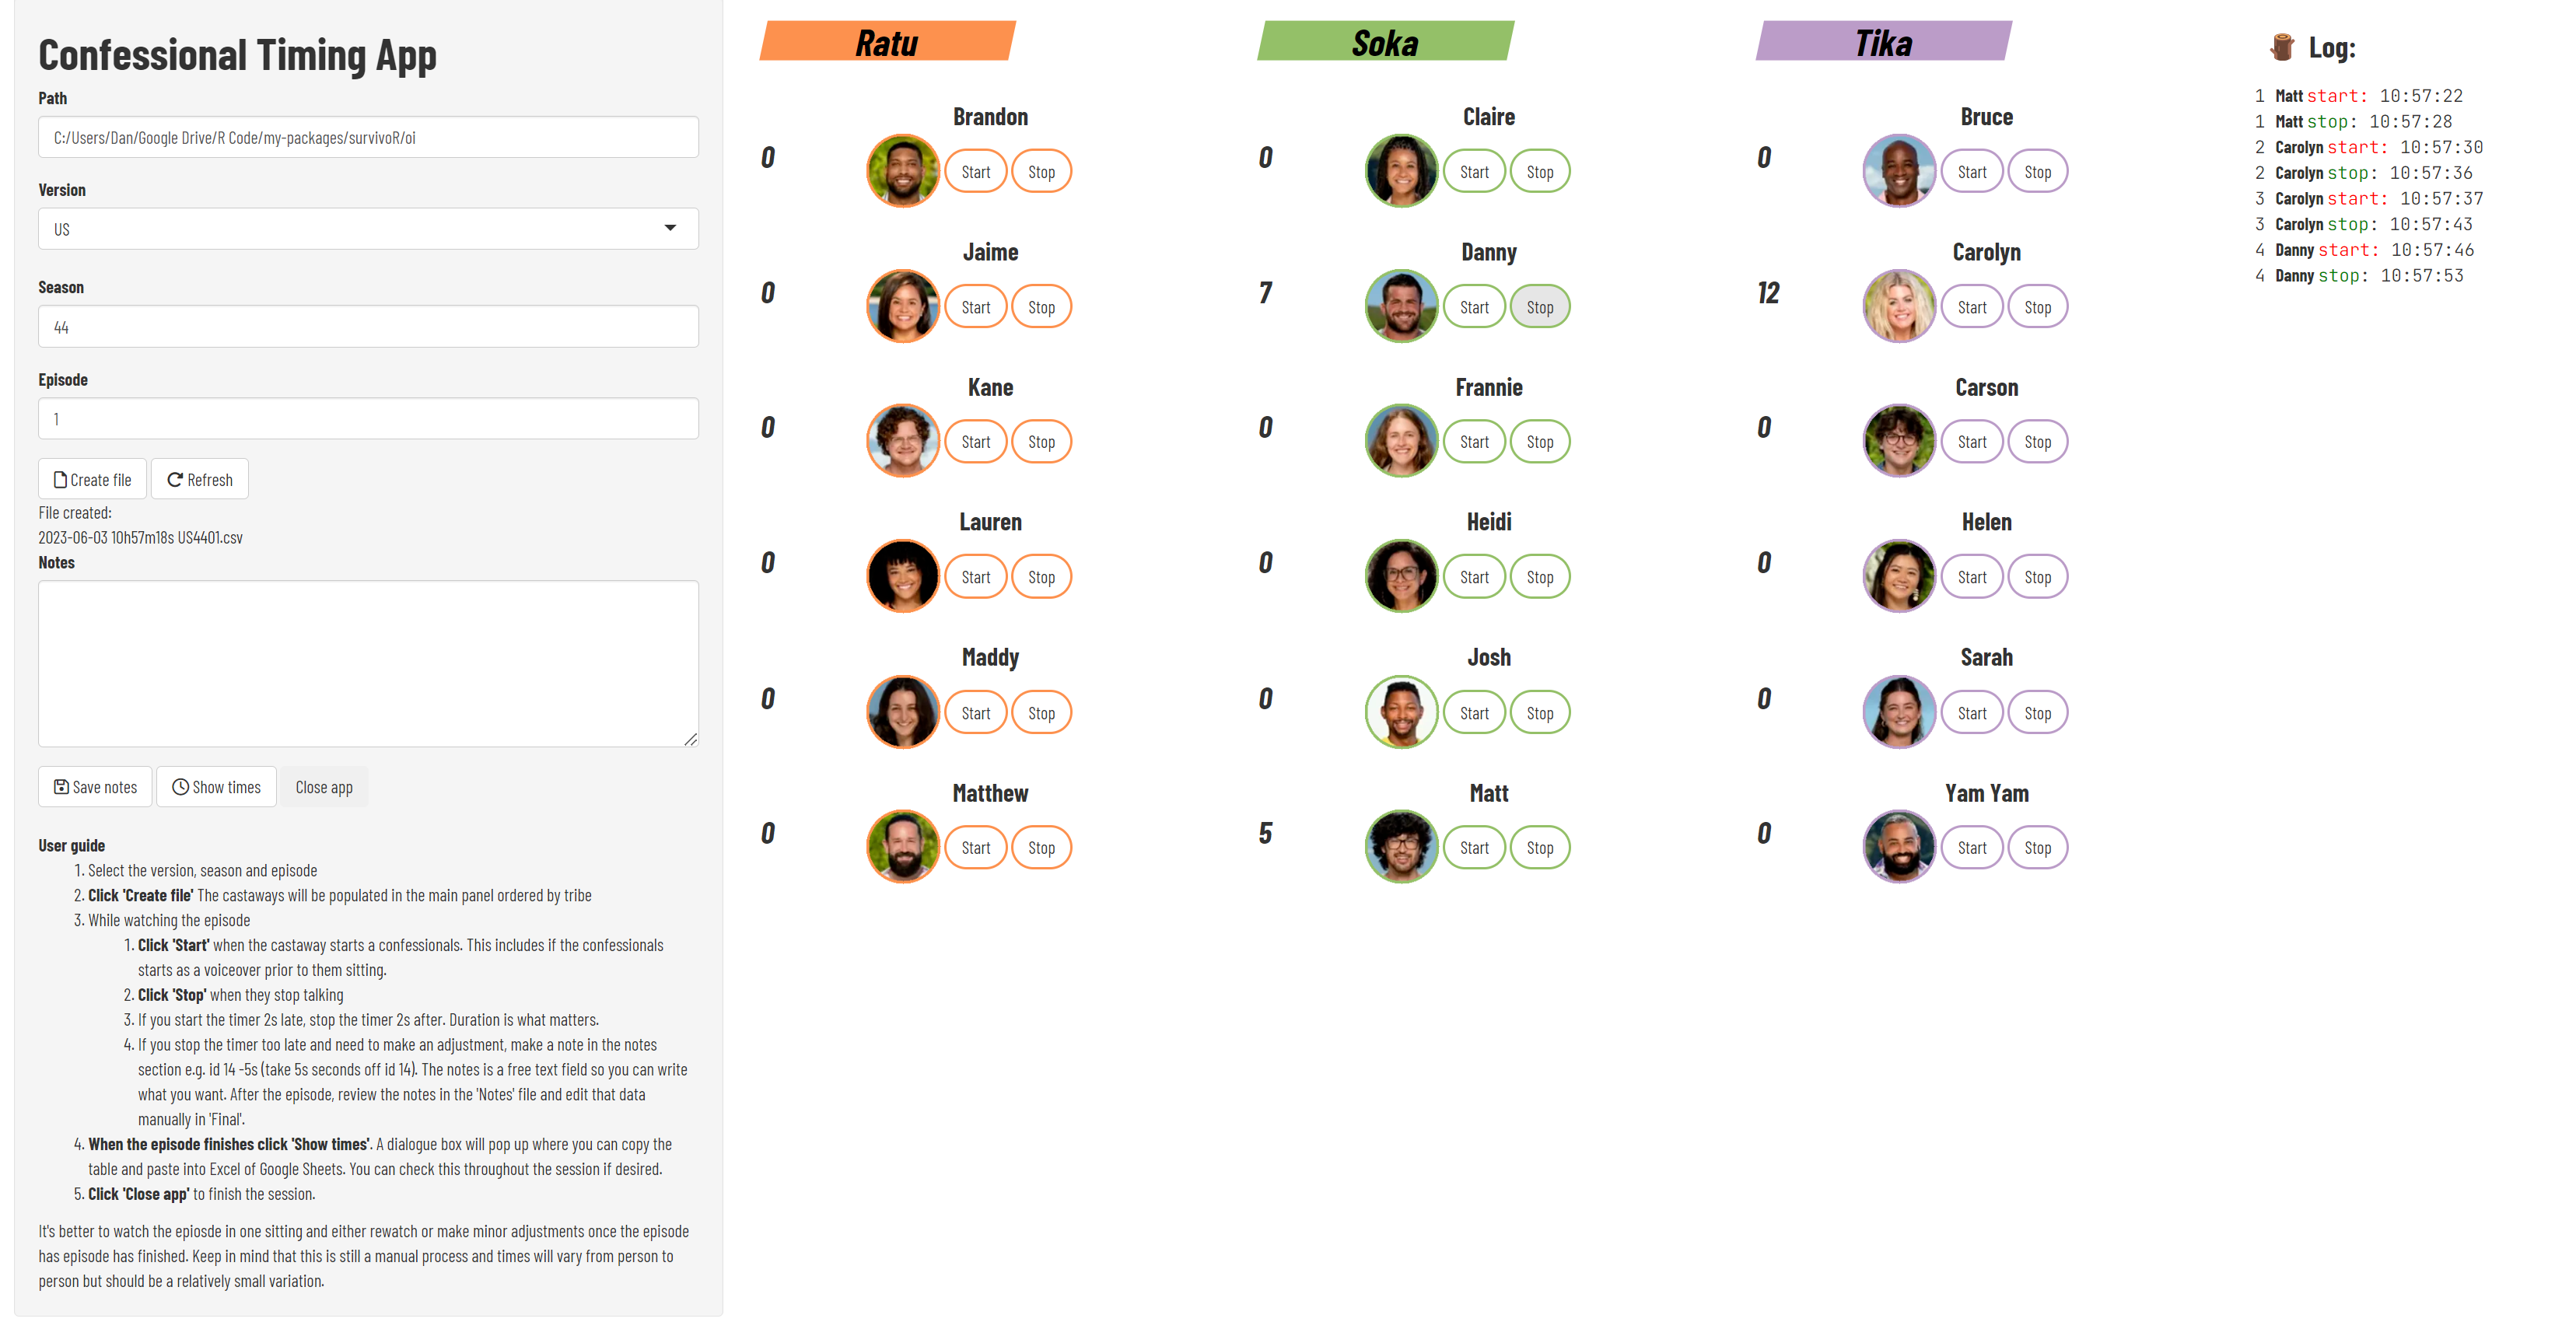 Confessional Timing App
Path
C:/Users/Dan/Google Drive/R Code/my-packages/survivoR/oi
Version
US
Season
44
Episode
1
Create file Refresh
File created:
2023-06-03 10h57m18s US4401.csv
Notes
Save notes Show times Close app
User guide
1. Select the version, season and episode
2. Click 'Create file' The castaways will be populated in the main panel ordered by tribe
3. While watching the episode
1. Click 'Start' when the castaway starts a confessionals. This includes if the confessionals
starts as a voiceover prior to them sitting.
2. Click 'Stop' when they stop talking
3. If you start the timer 2s late, stop the timer 2s after. Duration is what matters.
4. If you stop the timer too late and need to make an adjustment, make a note in the notes
section e.g. id 14 -5s (take 5s seconds off id 14). The notes is a free text field so you can write
what you want. After the episode, review the notes in the 'Notes' file and edit that data
manually in 'Final'.
4. When the episode finishes click 'Show times'. A dialogue box will pop up where you can copy the
table and paste into Excel of Google Sheets. You can check this throughout the session if desired.
5. Click 'Close app' to finish the session.
It's better to watch the epiosde in one sitting and either rewatch or make minor adjustments once the episode
has episode has finished. Keep in mind that this is still a manual process and times will vary from person to
person but should be a relatively small variation.
Ratu
Brandon
0 Start Stop
Jaime
0 Start Stop
Kane
0 Start Stop
Lauren
0 Start Stop
Maddy
0 Start Stop
Matthew
0 Start Stop
Soka
Claire
0 Start Stop
Danny
7 Start Stop
Frannie
0 Start Stop
Heidi
0 Start Stop
Josh
0 Start Stop
Matt
5 Start Stop
Tika
Bruce
0 Start Stop
Carolyn
12 Start Stop
Carson
0 Start Stop
Helen
0 Start Stop
Sarah
0 Start Stop
Yam Yam
0 Start Stop
Log:
1 Matt start: 10:57:22
1 Matt stop: 10:57:28
2 Carolyn start: 10:57:30
2 Carolyn stop: 10:57:36
3 Carolyn start: 10:57:37
3 Carolyn stop: 10:57:43
4 Danny start: 10:57:46
4 Danny stop: 10:57:53